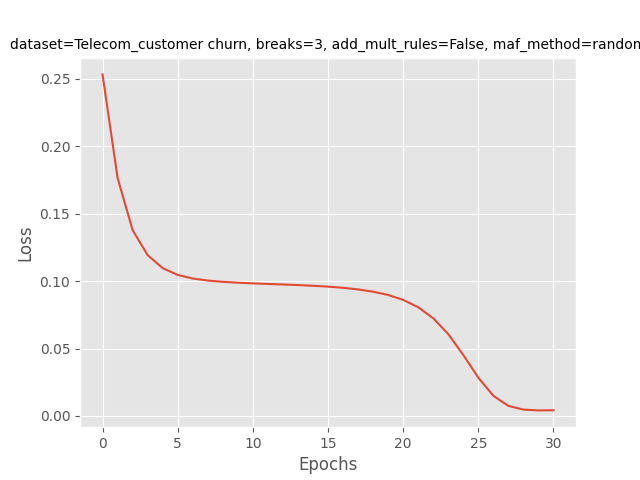 dataset=Telecom_customer churn, breaks=3, add_mult_rules=False, maf_method=random
0.25
0.20
0.15
0.10
0.05
0.00
Loss
0 5 10 15 20 25 30
Epochs